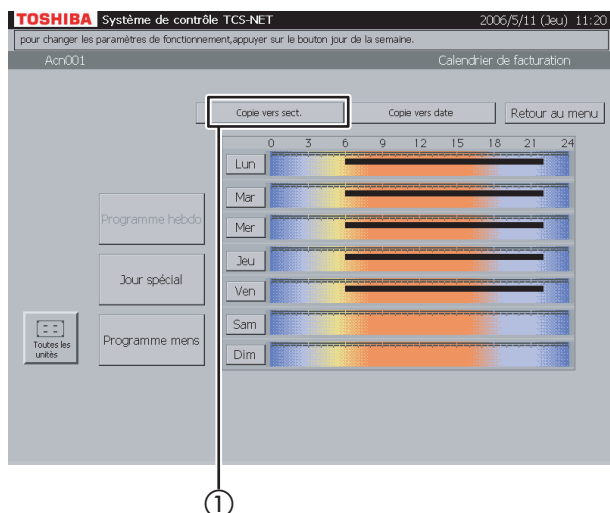 TOSHIBA Système de contrôle TCS-NET 2006/5/11 (Jeu) 11:20
pour changer les paramètres de fonctionnement,appuyer sur le bouton jour de la semaine.
Acn001 Calendrier de facturation
Copie vers sect. Copie vers date Retour au menu
0 3 6 9 12 15 18 21 24
Lun
Mar
Programme hebdo
Mer
Jeu
Jour spécial
Ven
Sam
Toutes les
unitès
Programme mens
Dim
①